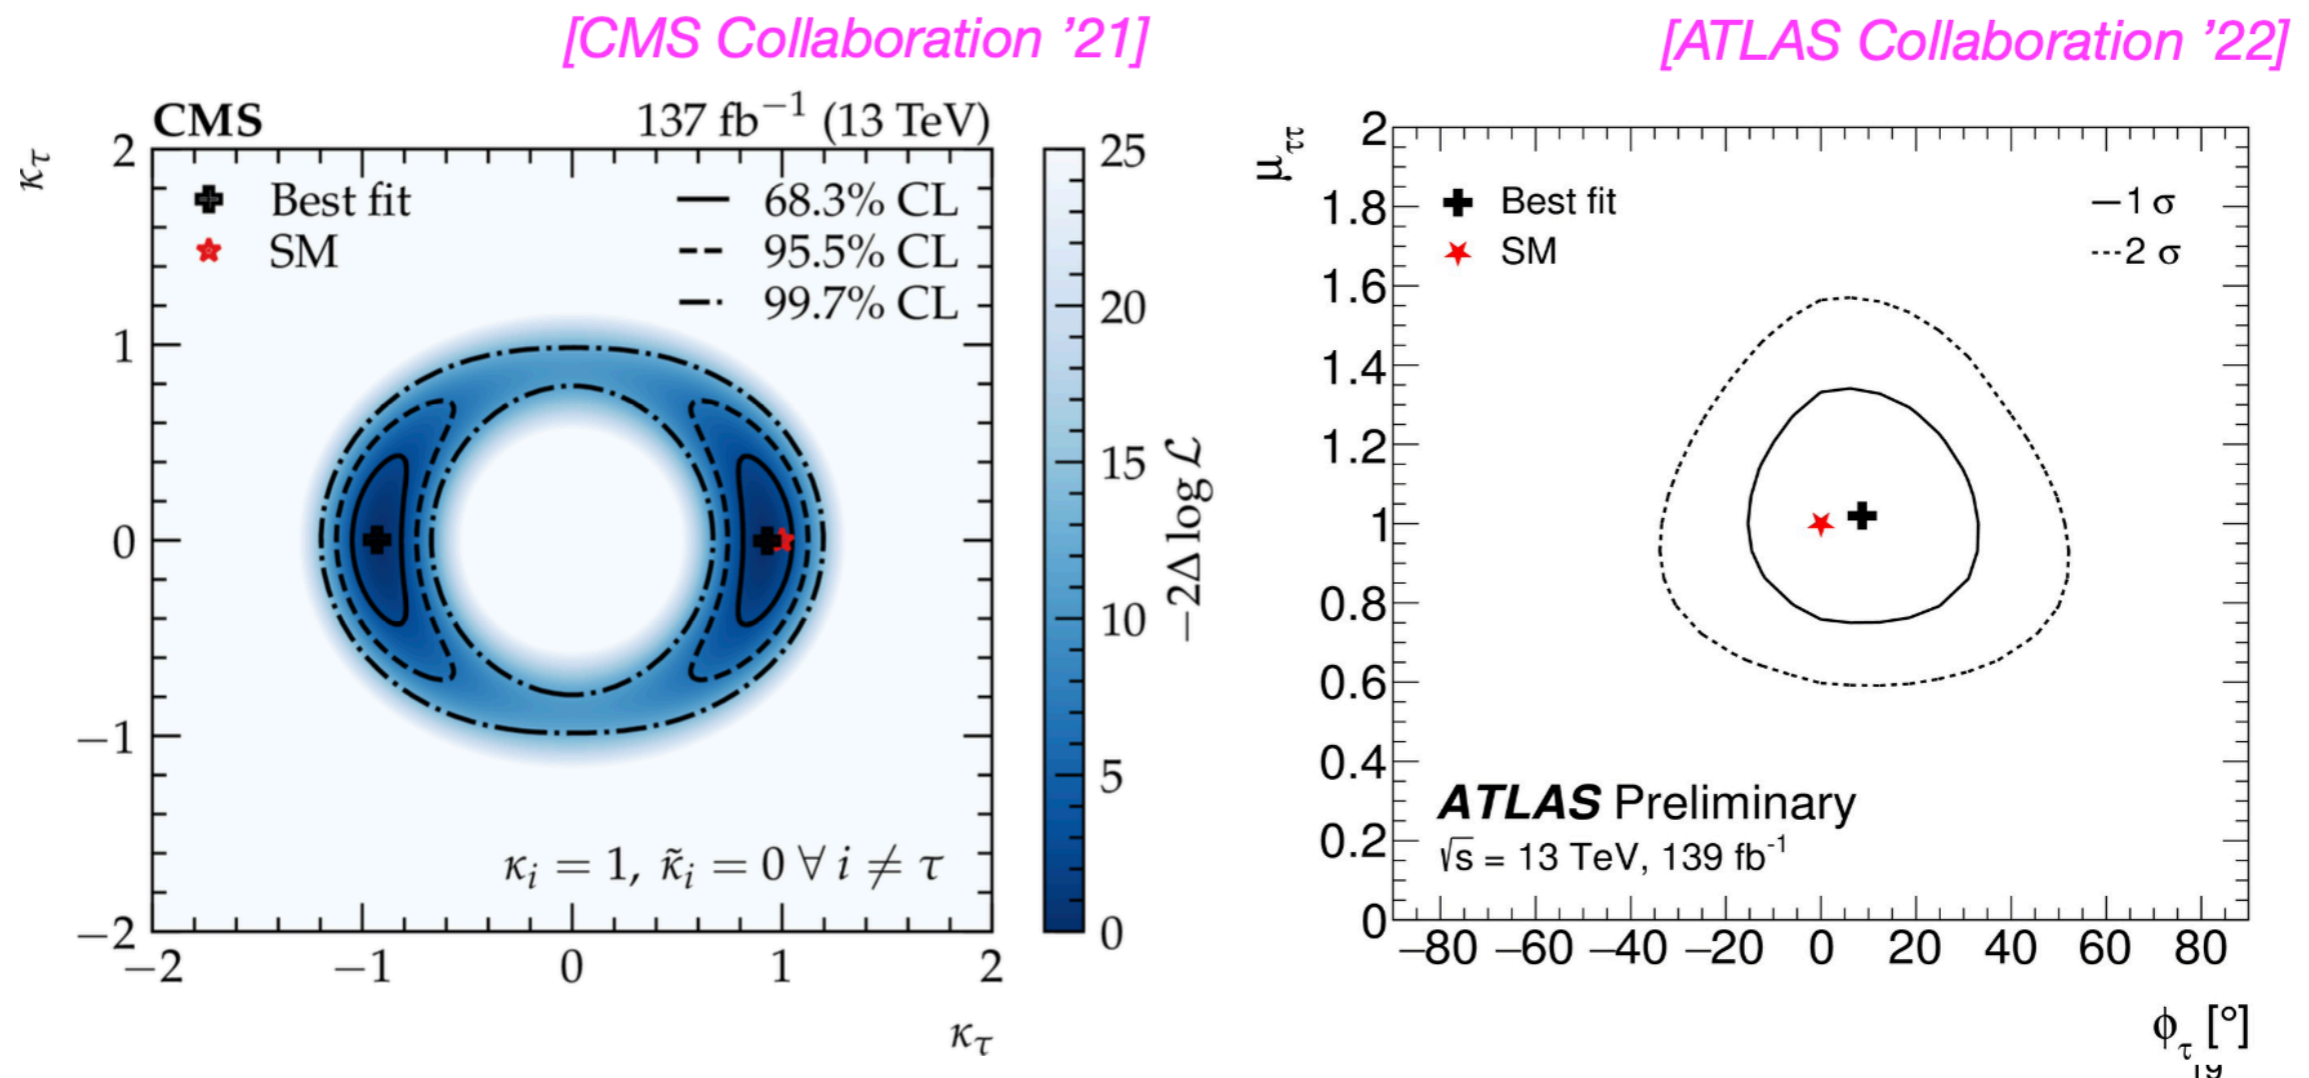 [CMS Collaboration '21]
[ATLAS Collaboration '22]
CMS
137 fb⁻¹ (13 TeV)
κτ
2
1
0
−1
−2
Best fit
SM
68.3% CL
95.5% CL
99.7% CL
κᵢ = 1, κ̃ᵢ = 0 ∀ i ≠ τ
−2 −1 0 1 2
κτ
25
20
15
10
5
0
−2Δ log ℒ
μττ
2
1.8
1.6
1.4
1.2
1
0.8
0.6
0.4
0.2
0
Best fit
SM
1 σ
2 σ
ATLAS Preliminary
√s = 13 TeV, 139 fb⁻¹
−80 −60 −40 −20 0 20 40 60 80
ϕτ [°]
19